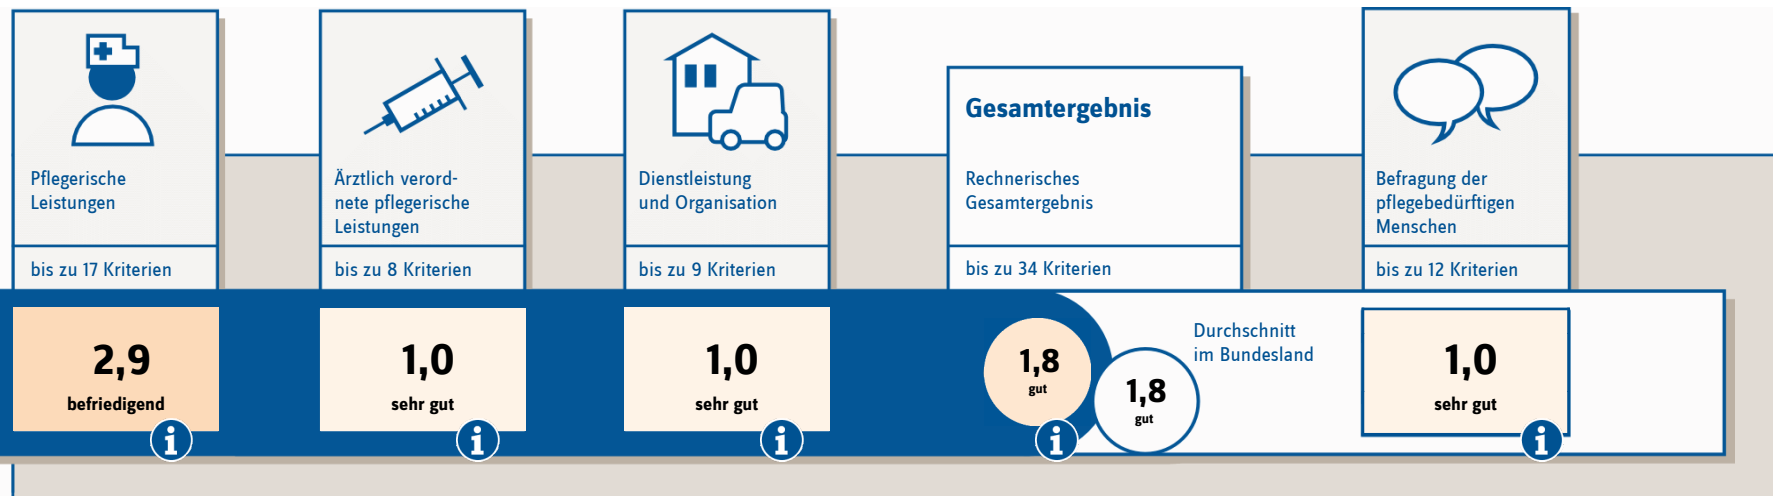 Pflegerische
Leistungen
bis zu 17 Kriterien
2,9
befriedigend
i
Ärztlich verord-
nete pflegerische
Leistungen
bis zu 8 Kriterien
1,0
sehr gut
i
Dienstleistung
und Organisation
bis zu 9 Kriterien
1,0
sehr gut
i
Gesamtergebnis
Rechnerisches
Gesamtergebnis
bis zu 34 Kriterien
1,8
gut
i
Durchschnitt
im Bundesland
1,8
gut
Befragung der
pflegebedürftigen
Menschen
bis zu 12 Kriterien
1,0
sehr gut
i